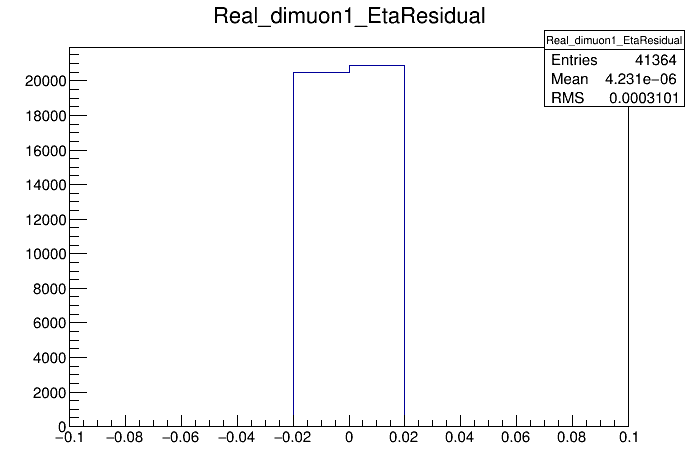 Real_dimuon1_EtaResidual
Real_dimuon1_EtaResidual
Entries 41364
Mean 4.231e−06
RMS 0.0003101
20000
18000
16000
14000
12000
10000
8000
6000
4000
2000
0
−0.1 −0.08 −0.06 −0.04 −0.02 0 0.02 0.04 0.06 0.08 0.1